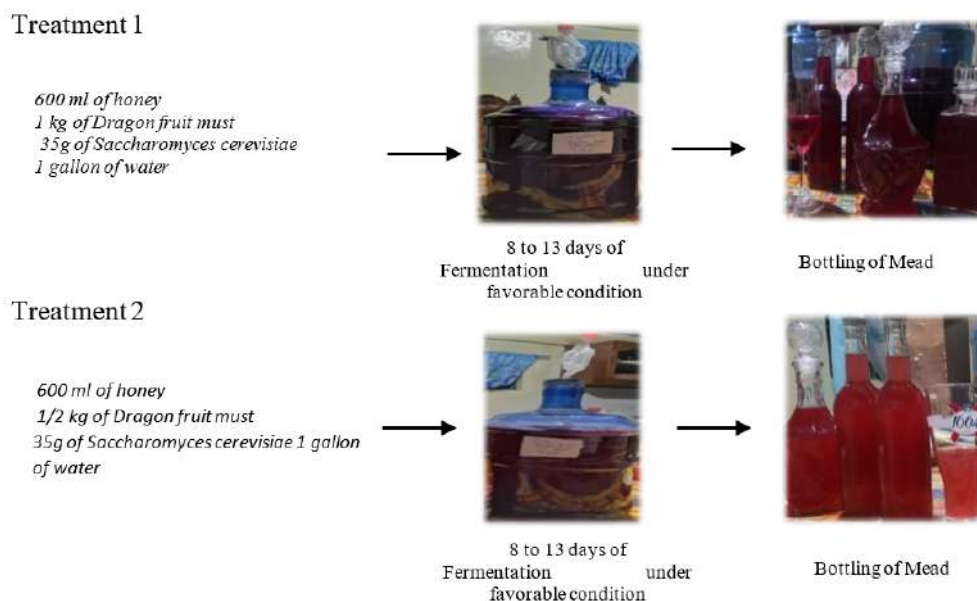 Treatment 1
600 ml of honey
1 kg of Dragon fruit must
35g of Saccharomyces cerevisiae
1 gallon of water
8 to 13 days of
Fermentation under
favorable condition
Bottling of Mead
Treatment 2
600 ml of honey
1/2 kg of Dragon fruit must
35g of Saccharomyces cerevisiae 1 gallon
of water
8 to 13 days of
Fermentation under
favorable condition
Bottling of Mead